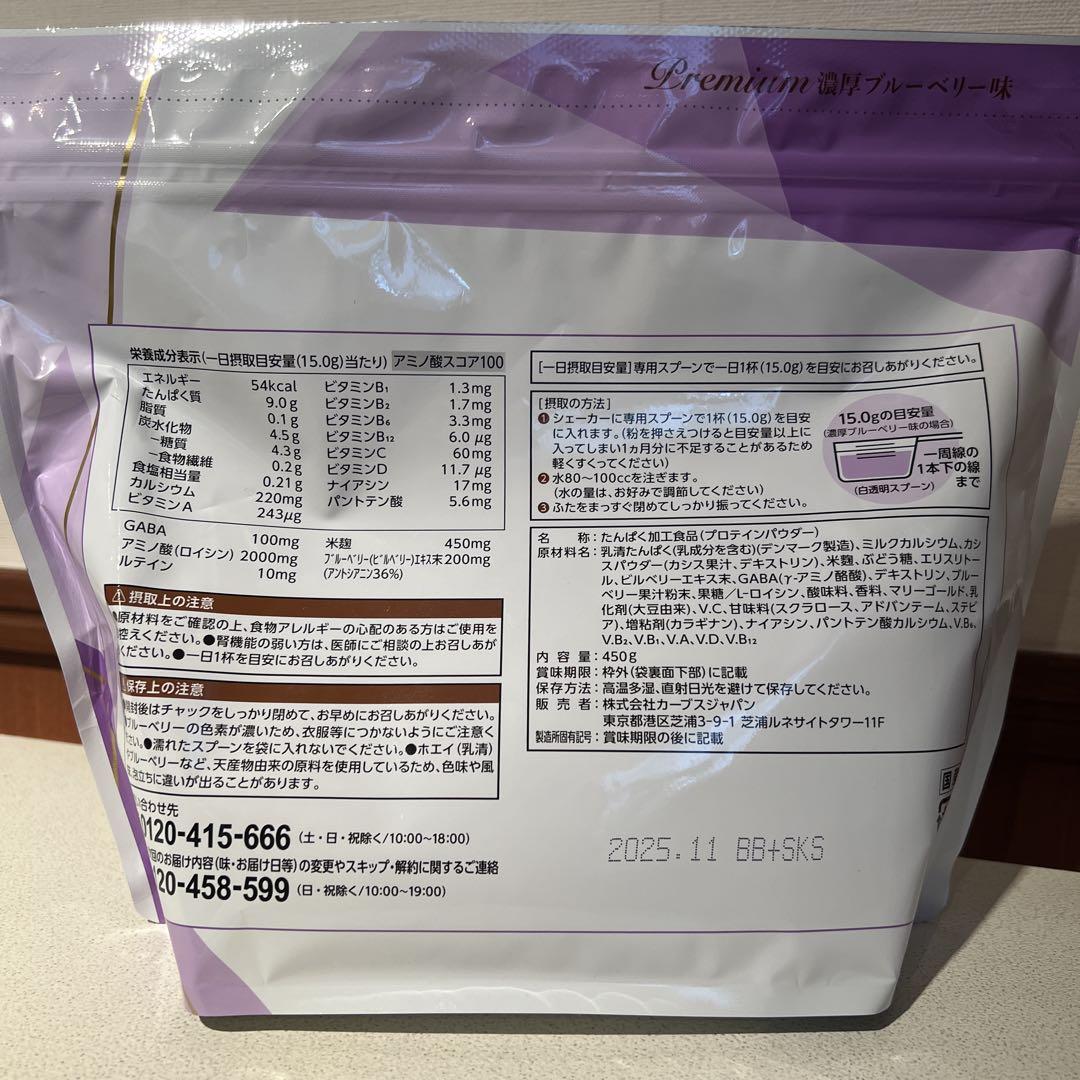 Premium 濃厚ブルーベリー味
栄養成分表示(一日摂取目安量(15.0g)当たり) アミノ酸スコア100
エネルギー 54kcal
たんぱく質 9.0g
脂質 0.1g
炭水化物 4.5g
−糖質 4.3g
−食物繊維 0.2g
食塩相当量 0.21g
カルシウム 220mg
ビタミンA 243μg
ビタミンB₁ 1.3mg
ビタミンB₂ 1.7mg
ビタミンB₆ 3.3mg
ビタミンB₁₂ 6.0μg
ビタミンC 60mg
ビタミンD 11.7μg
ナイアシン 17mg
パントテン酸 5.6mg
GABA 100mg
アミノ酸(ロイシン) 2000mg
ルテイン 10mg
米麹 450mg
ブルーベリー(ビルベリー)エキス末 200mg
(アントシアニン36%)
摂取上の注意
●原材料をご確認の上、食物アレルギーの心配のある方はご使用を
控えください。●腎機能の弱い方は、医師にご相談の上お召しあが
ください。●一日1杯を目安にお召しあがりください。
保存上の注意
開封後はチャックをしっかり閉めて、お早めにお召しあがりください。
ブルーベリーの色素が濃いため、衣服等につかないようにご注意く
さい。●濡れたスプーンを袋に入れないでください。●ホエイ(乳清)
やブルーベリーなど、天産物由来の原料を使用しているため、色味や風
泡立ちに違いが出ることがあります。
い合わせ先
0120-415-666 (土・日・祝除く/10:00~18:00)
回のお届け内容(味・お届け日等)の変更やスキップ・解約に関するご連絡
20-458-599 (日・祝除く/10:00~19:00)
[一日摂取目安量]専用スプーンで一日1杯(15.0g)を目安にお召しあがりください。
[摂取の方法]
❶ シェーカーに専用スプーンで1杯(15.0g)を目安
に入れます。(粉を押さえつけると目安量以上に
入ってしまい1ヵ月分に不足することがあるため
軽くすくってください)
❷ 水80~100ccを注ぎます。
(水の量は、お好みで調節してください)
❸ ふたをまっすぐ閉めてしっかり振ってください。
15.0gの目安量
(濃厚ブルーベリー味の場合)
一周線の
1本下の線
まで
(白透明スプーン)
名 称:たんぱく加工食品(プロテインパウダー)
原材料名:乳清たんぱく(乳成分を含む)(デンマーク製造)、ミルクカルシウム、カシ
スパウダー(カシス果汁、デキストリン)、米麹、ぶどう糖、エリスリトー
ル、ビルベリーエキス末、GABA(γ-アミノ酪酸)、デキストリン、ブルー
ベリー果汁粉末、果糖/L-ロイシン、酸味料、香料、マリーゴールド、乳
化剤(大豆由来)、V.C、甘味料(スクラロース、アドバンテーム、ステビ
ア)、増粘剤(カラギナン)、ナイアシン、パントテン酸カルシウム、V.B₆、
V.B₂、V.B₁、V.A、V.D、V.B₁₂
内 容 量:450g
賞味期限:枠外(袋裏面下部)に記載
保存方法:高温多湿、直射日光を避けて保存してください。
販 売 者:株式会社カーブスジャパン
東京都港区芝浦3-9-1 芝浦ルネサイトタワー11F
製造所固有記号:賞味期限の後に記載
国
2025.11 BB+SKS